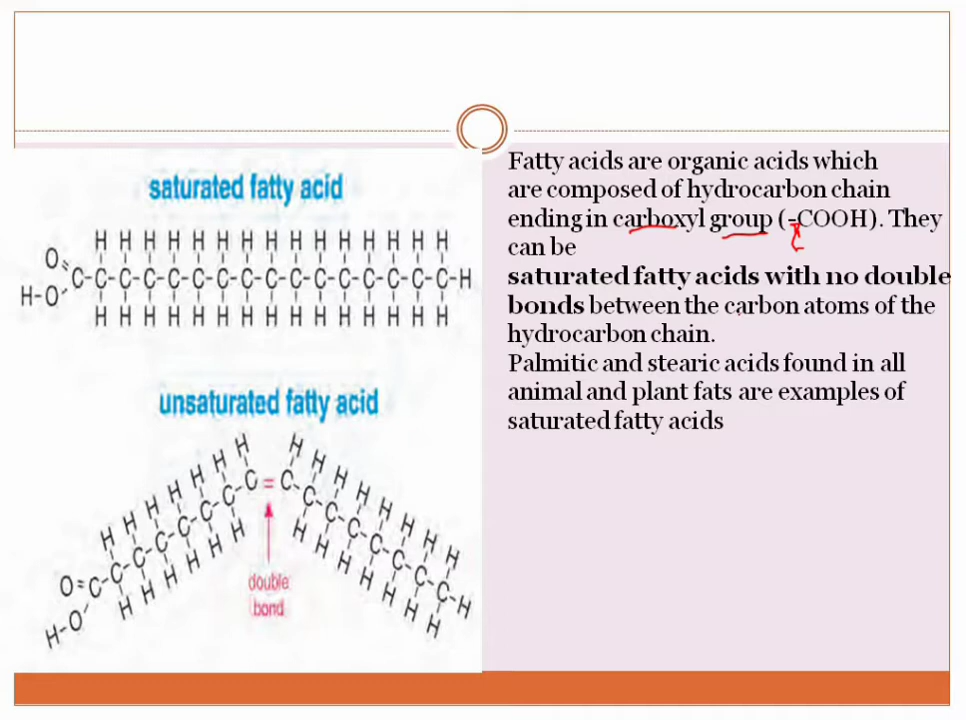 saturated fatty acid
H H H H H H H H H H H H H H H
O
C-C-C-C-C-C-C-C-C-C-C-C-C-C-C-C-H
H-O
H H H H H H H H H H H H H H H
unsaturated fatty acid
H H H H H H H H H H H H H H H
O=C-C-C-C-C-C-C-C=C-C-C-C-C-C-C-C-H
H-O
H H H H H H H H H H H H H
double
bond
Fatty acids are organic acids which
are composed of hydrocarbon chain
ending in carboxyl group (-COOH). They
can be
saturated fatty acids with no double
bonds between the carbon atoms of the
hydrocarbon chain.
Palmitic and stearic acids found in all
animal and plant fats are examples of
saturated fatty acids